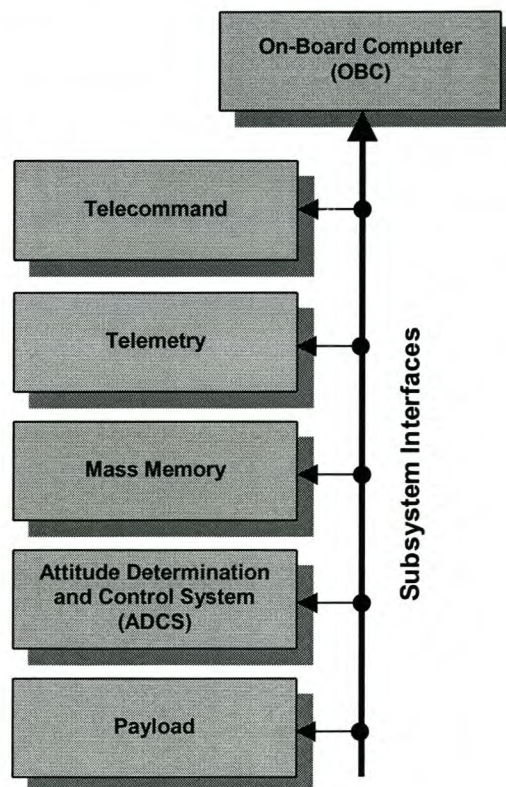 On-Board Computer
(OBC)
Telecommand
Telemetry
Mass Memory
Attitude Determination
and Control System
(ADCS)
Payload
Subsystem Interfaces